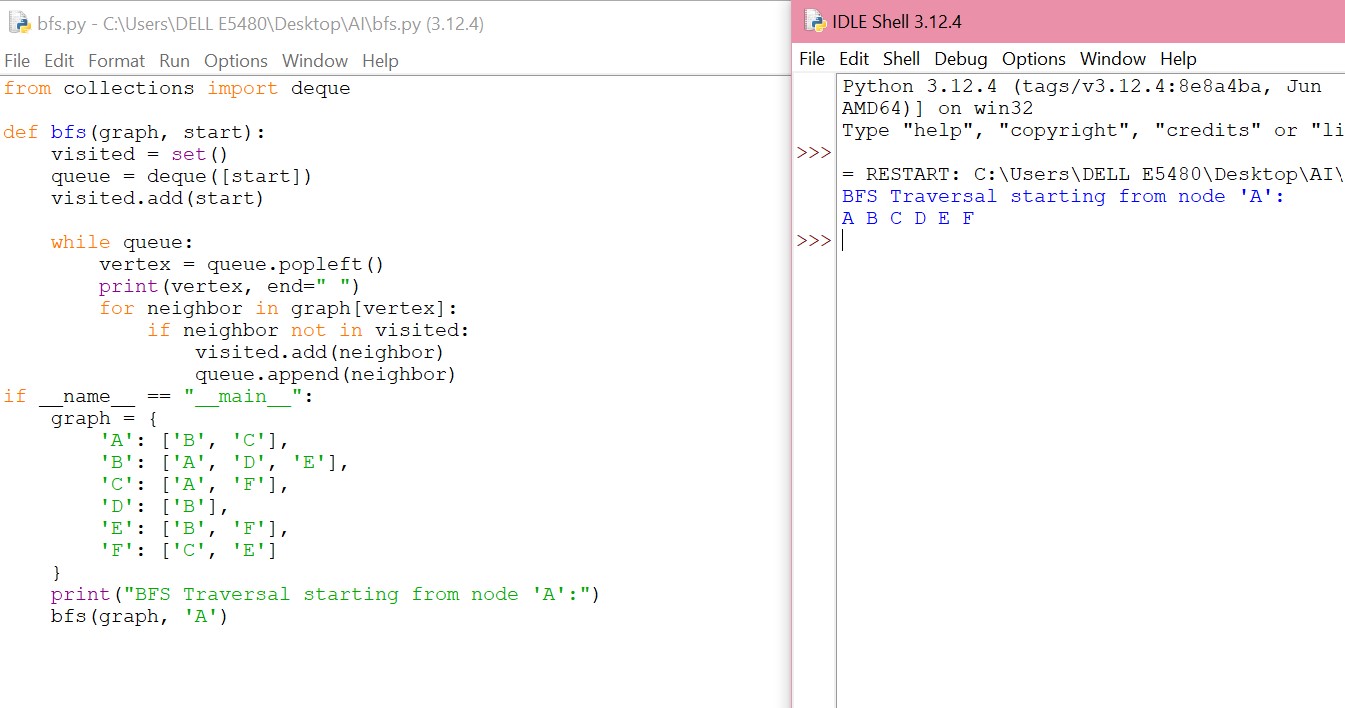 bfs.py - C:\Users\DELL E5480\Desktop\AI\bfs.py (3.12.4)
File Edit Format Run Options Window Help
from collections import deque
def bfs(graph, start):
    visited = set()
    queue = deque([start])
    visited.add(start)
    while queue:
        vertex = queue.popleft()
        print(vertex, end=" ")
        for neighbor in graph[vertex]:
            if neighbor not in visited:
                visited.add(neighbor)
                queue.append(neighbor)
if __name__ == "__main__":
    graph = {
        'A': ['B', 'C'],
        'B': ['A', 'D', 'E'],
        'C': ['A', 'F'],
        'D': ['B'],
        'E': ['B', 'F'],
        'F': ['C', 'E']
    }
    print("BFS Traversal starting from node 'A':")
    bfs(graph, 'A')
IDLE Shell 3.12.4
File Edit Shell Debug Options Window Help
Python 3.12.4 (tags/v3.12.4:8e8a4ba, Jun
AMD64)] on win32
Type "help", "copyright", "credits" or "li
>>>
= RESTART: C:\Users\DELL E5480\Desktop\AI\
BFS Traversal starting from node 'A':
A B C D E F
>>>